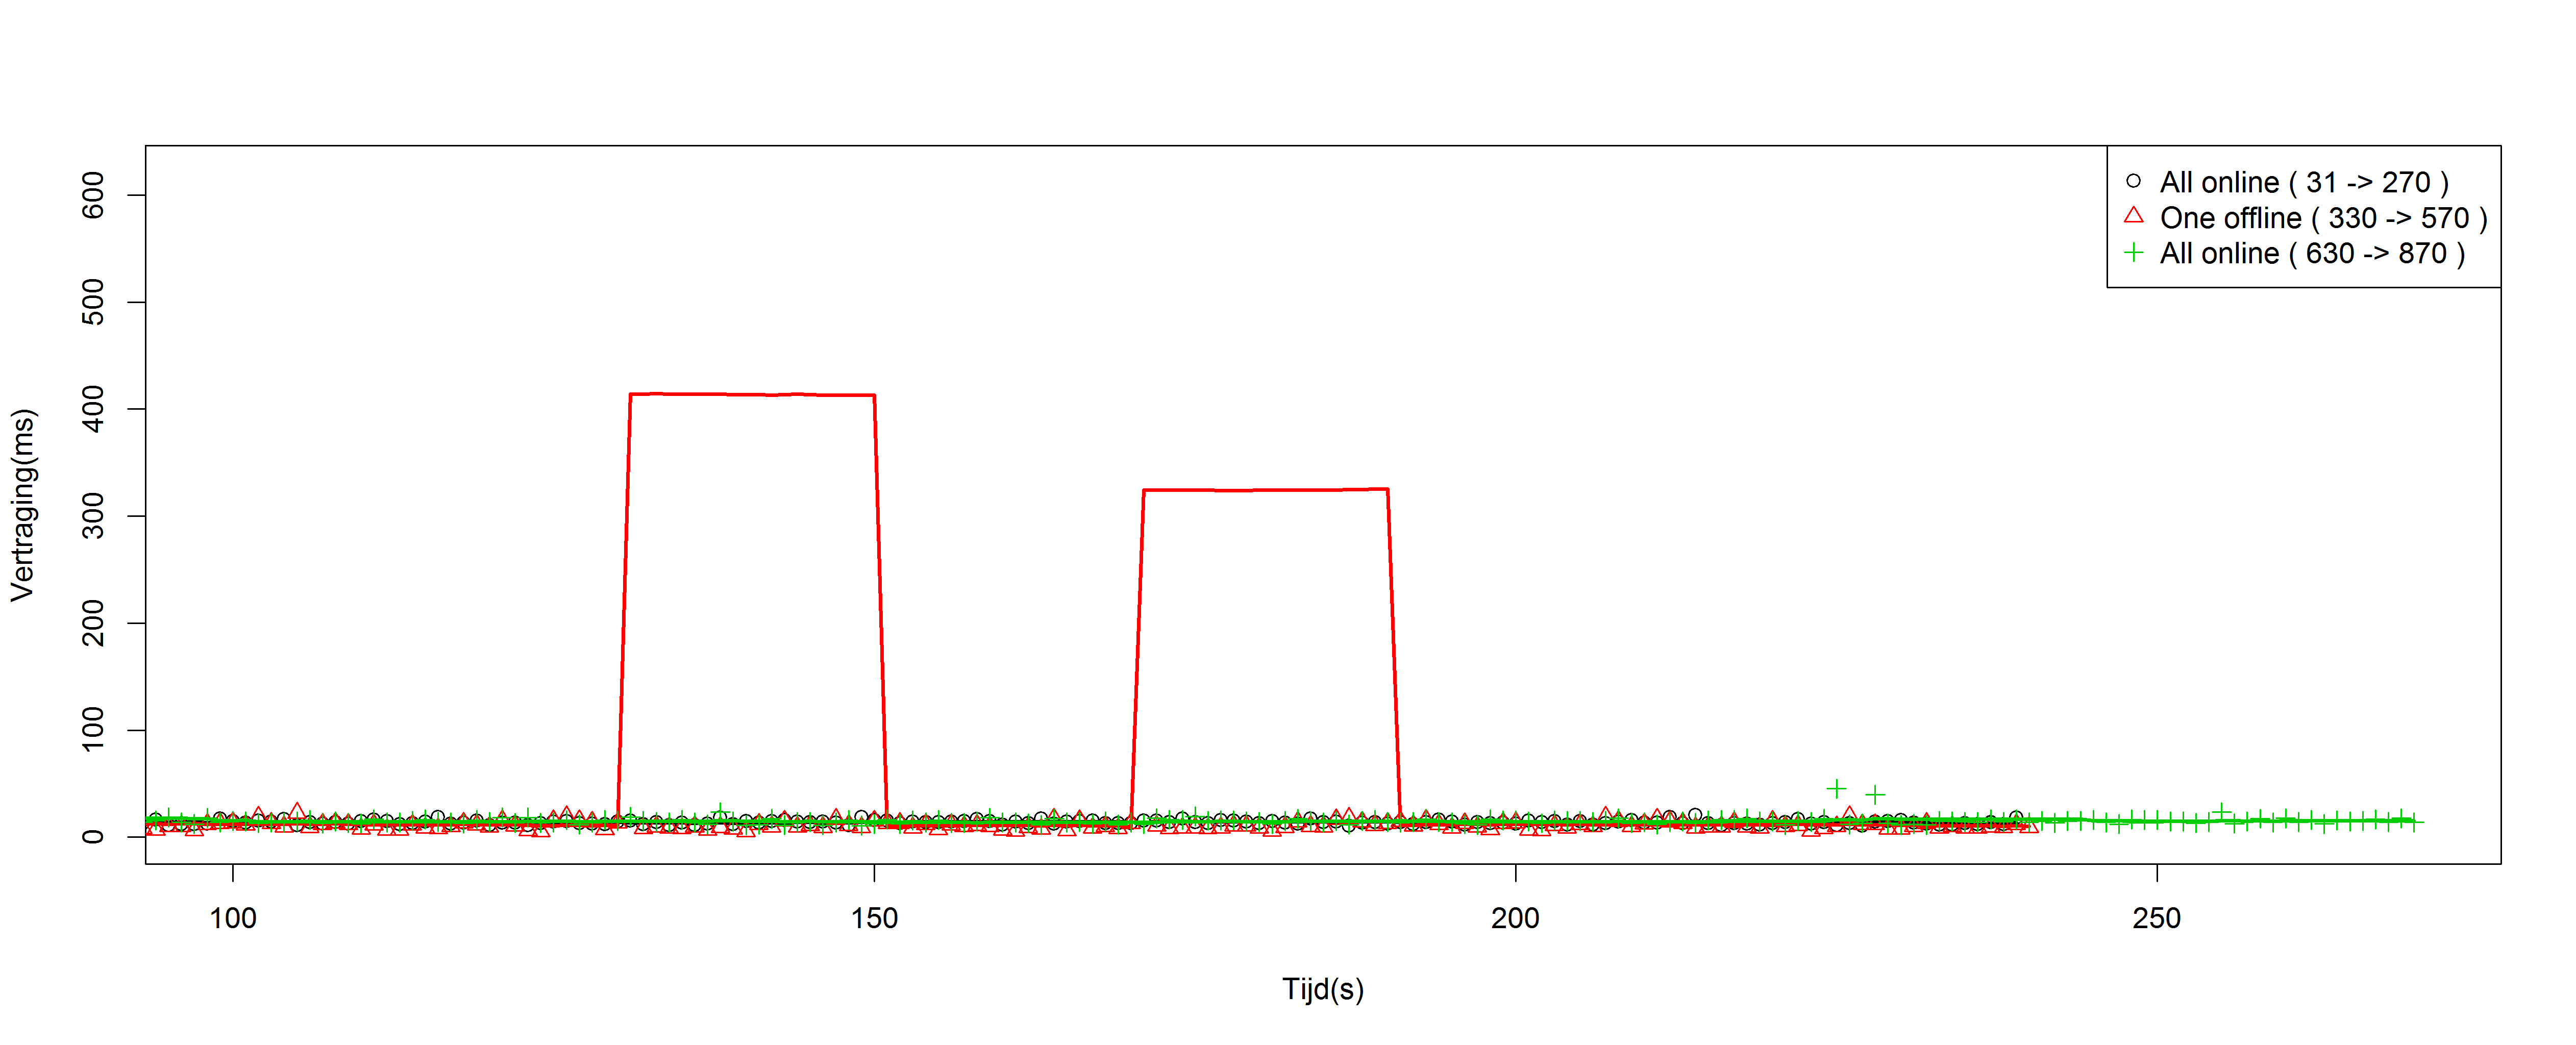 All online ( 31 -> 270 )
One offline ( 330 -> 570 )
All online ( 630 -> 870 )
600
500
400
300
200
100
0
Vertraging(ms)
100
150
200
250
Tijd(s)